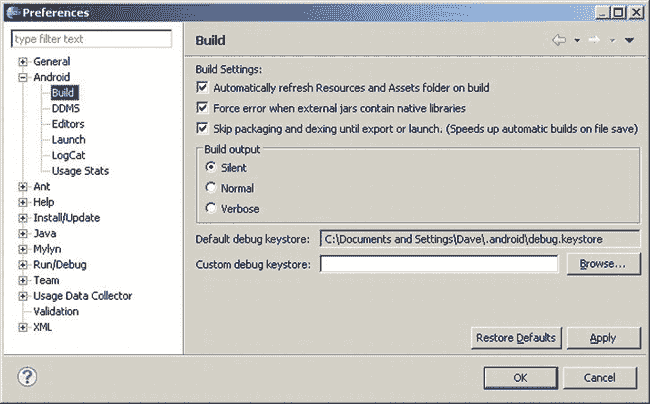 Preferences
type filter text
General
Android
Build
DDMS
Editors
Launch
LogCat
Usage Stats
Ant
Help
Install/Update
Java
Mylyn
Run/Debug
Team
Usage Data Collector
Validation
XML
Build
Build Settings:
Automatically refresh Resources and Assets folder on build
Force error when external jars contain native libraries
Skip packaging and dexing until export or launch. (Speeds up automatic builds on file save)
Build output
Silent
Normal
Verbose
Default debug keystore: C:\Documents and Settings\Dave\.android\debug.keystore
Custom debug keystore: Browse...
Restore Defaults Apply
? OK Cancel